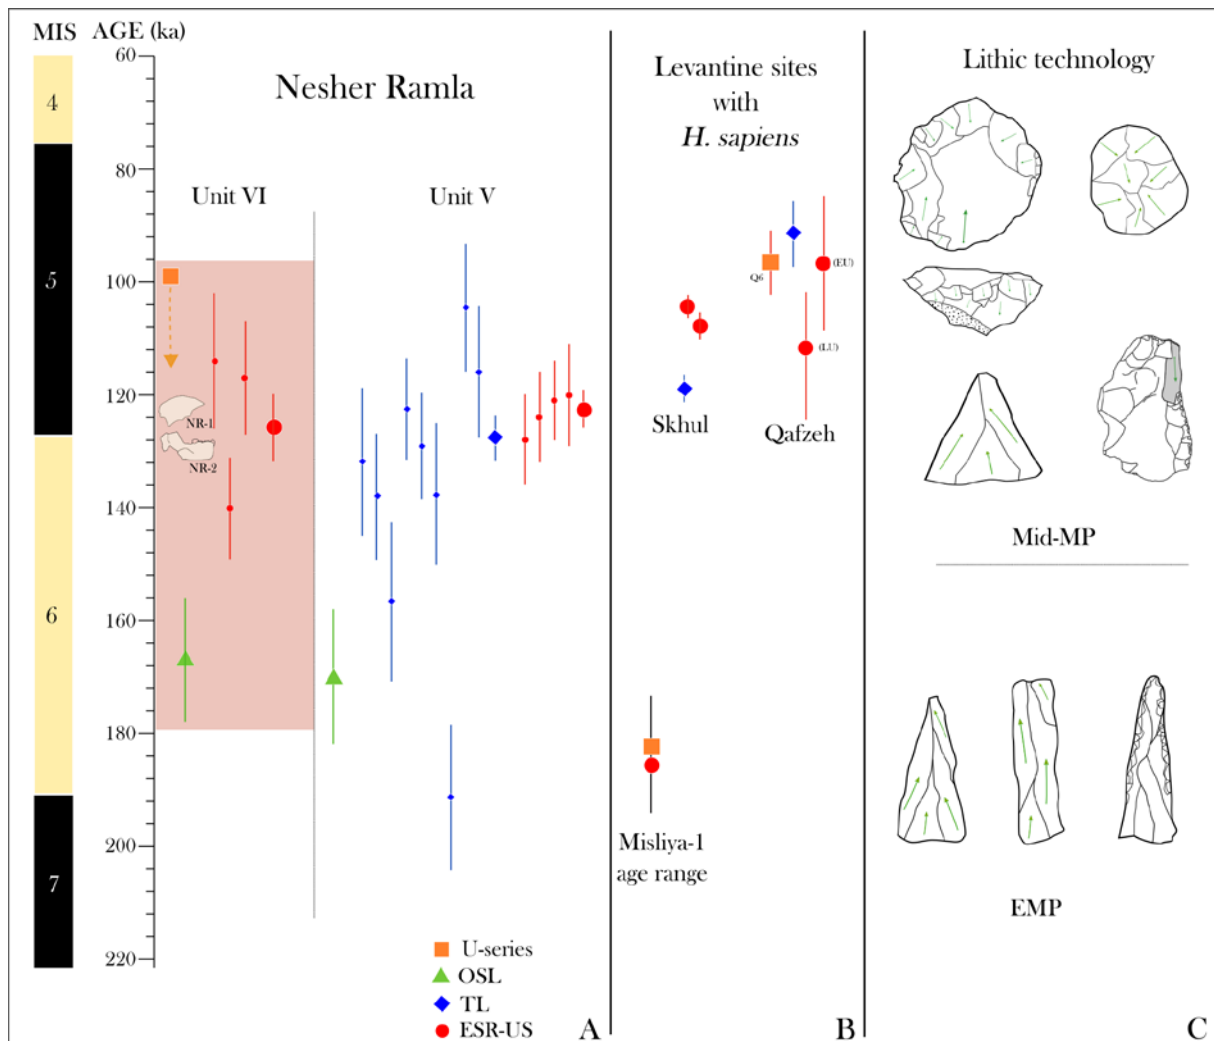 MIS AGE (ka)
4
5
6
7
60
80
100
120
140
160
180
200
220
Nesher Ramla
Unit VI
Unit V
NR-1
NR-2
U-series
OSL
TL
ESR-US
A
Levantine sites
with
H. sapiens
Q6
(EU)
(LU)
Skhul
Qafzeh
Misliya-1
age range
B
Lithic technology
Mid-MP
EMP
C